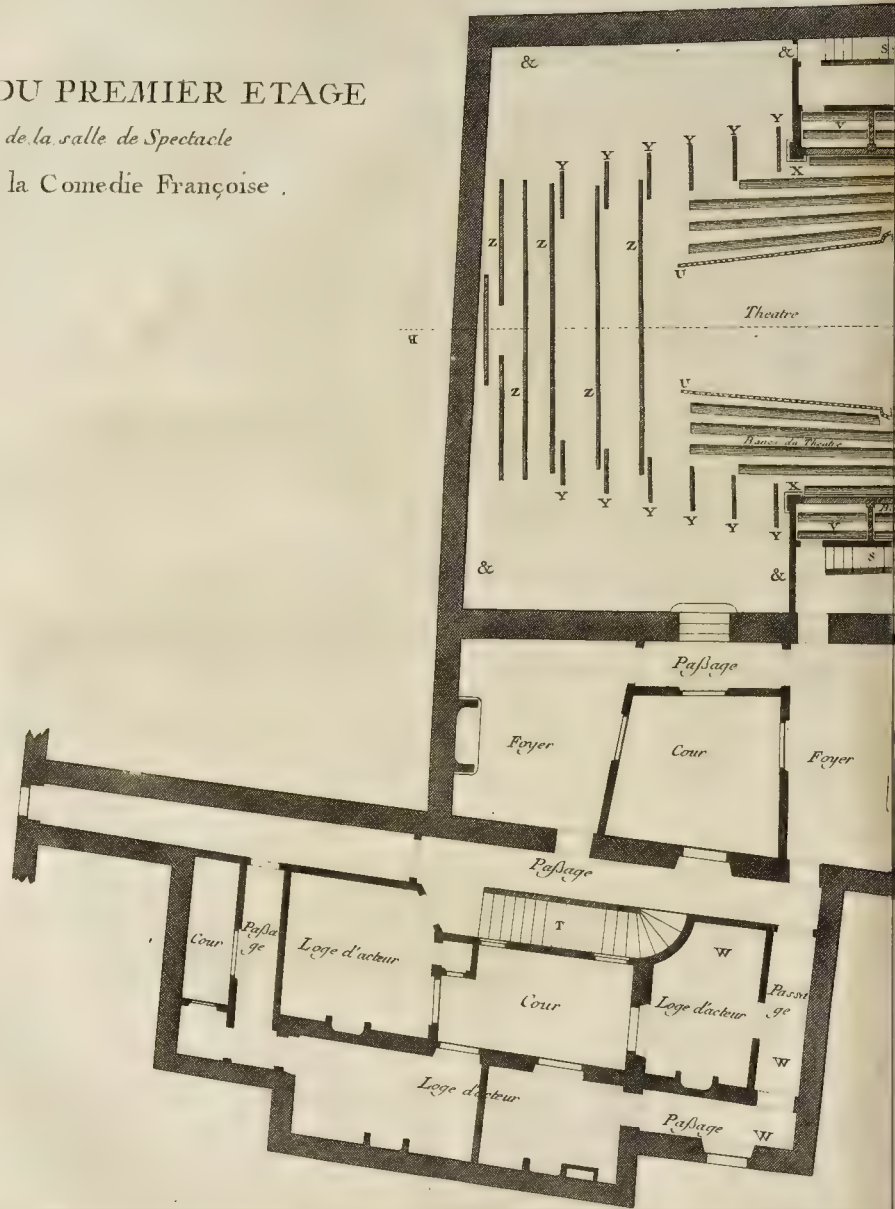 DU PREMIER ETAGE
de la salle de Spectacle
la Comedie Françoise .
&
&
S
V
Y Y Y Y Y Y
X
Z Z Z
U
Theatre
B
U
Z Z
Bancs du Theatre
X
Y Y Y Y Y Y
V
S
&
&
Paßage
Foyer
Cour
Foyer
Paßage
T
Cour
Paßa
ge
Loge d'acteur
W
Cour
Loge d'acteur
Passa
ge
W
Loge d'acteur
Paßage
W